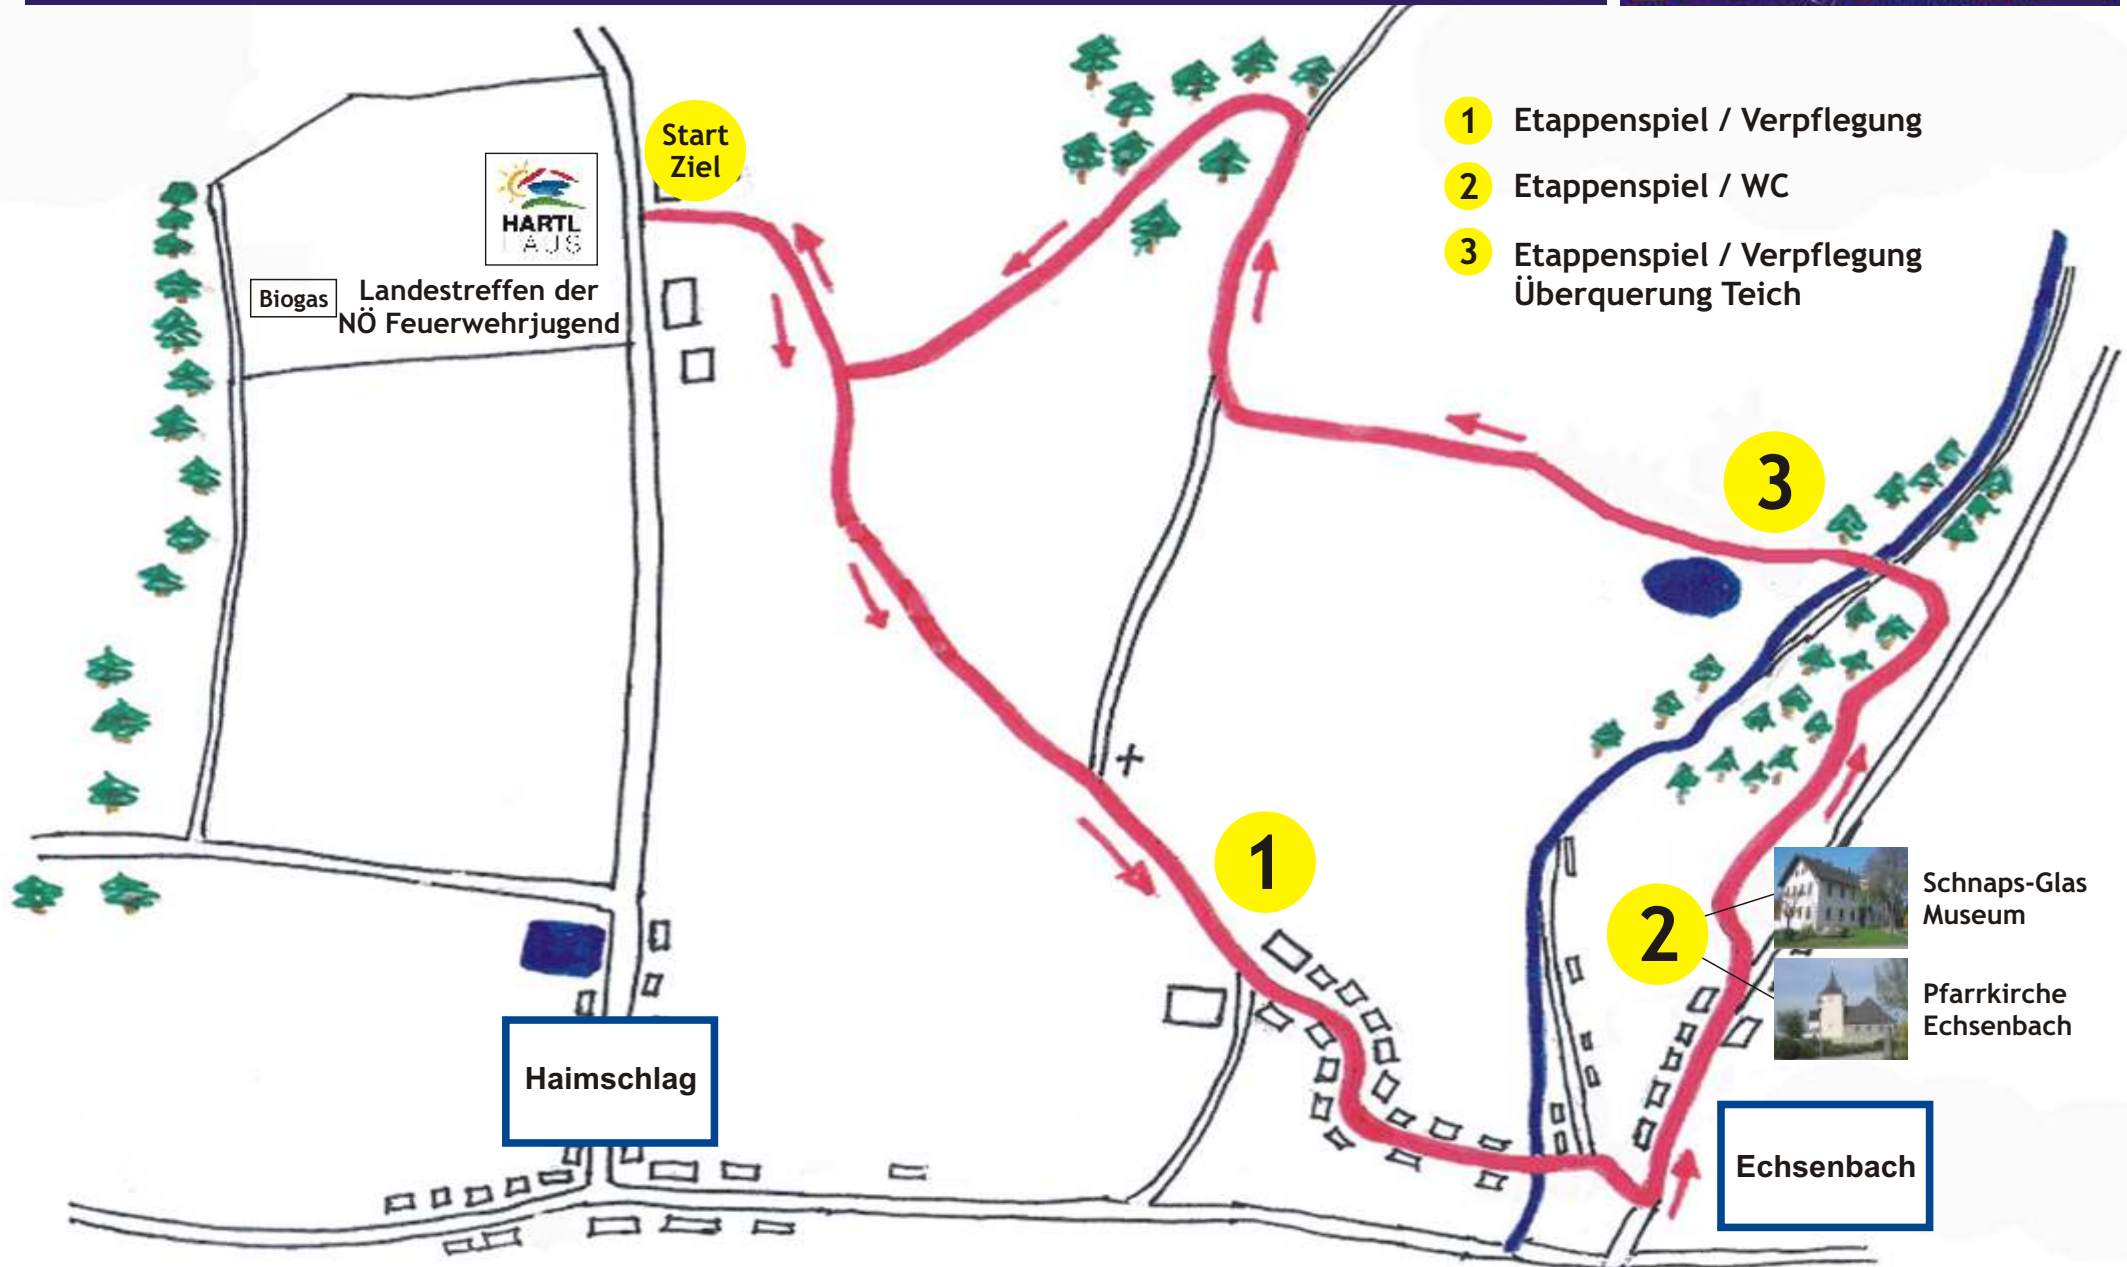 Start
Ziel
HARTL
HAUS
Biogas
Landestreffen der
NÖ Feuerwehrjugend
1 Etappenspiel / Verpflegung
2 Etappenspiel / WC
3 Etappenspiel / Verpflegung
Überquerung Teich
3
1
2
Schnaps-Glas
Museum
Pfarrkirche
Echsenbach
Haimschlag
Echsenbach